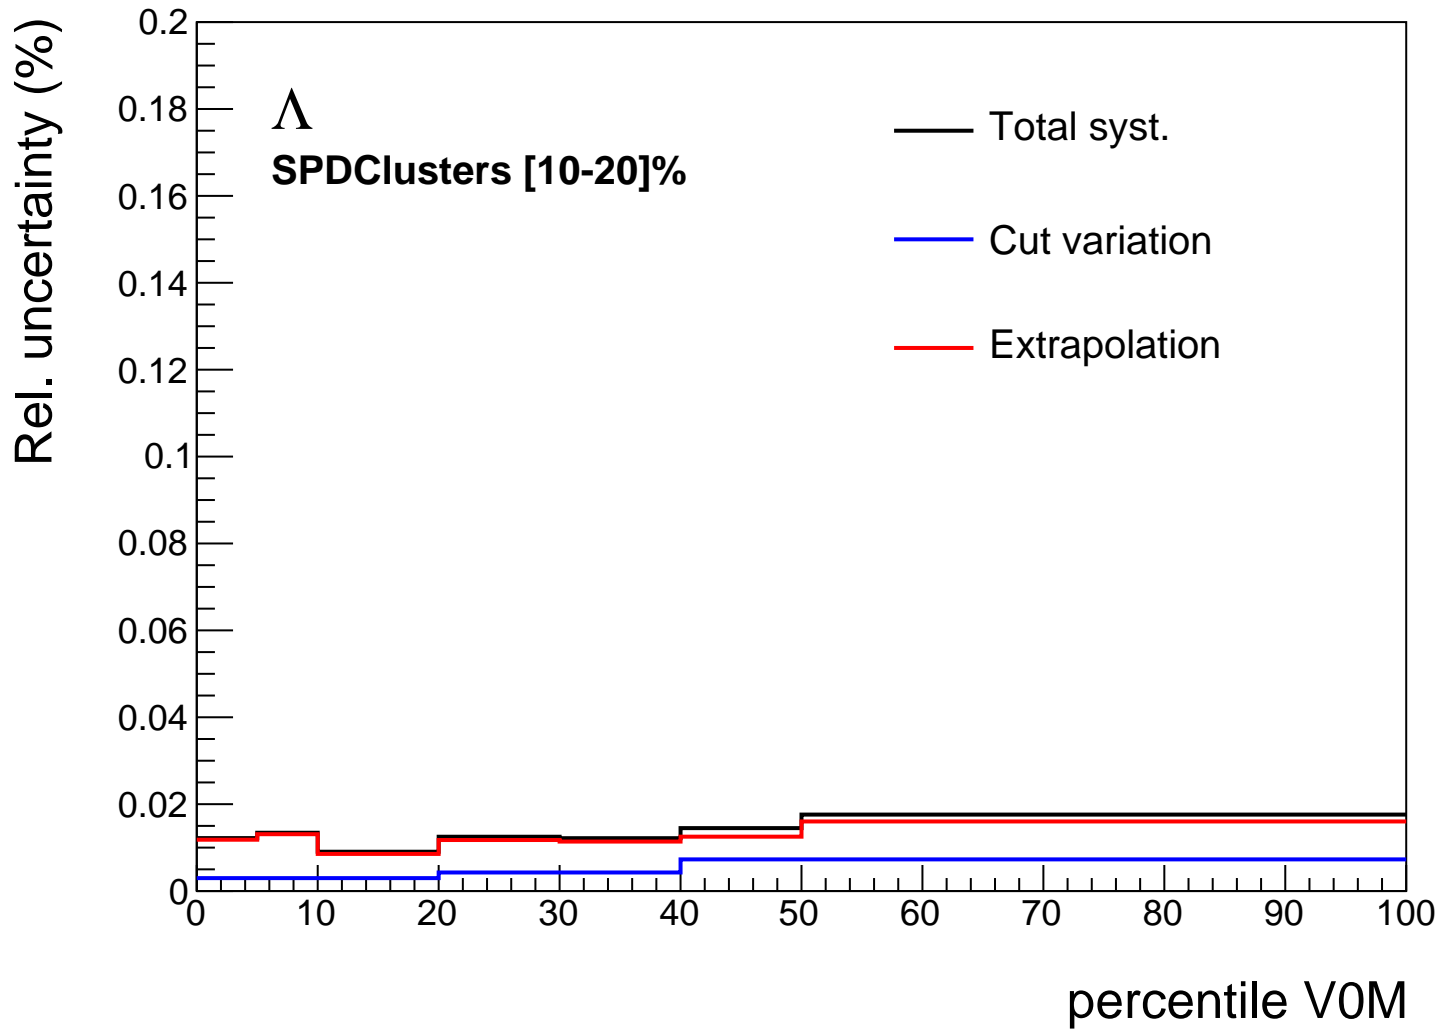 Rel. uncertainty (%)
0.2
0.18
0.16
0.14
0.12
0.1
0.08
0.06
0.04
0.02
0
Λ
SPDClusters [10-20]%
Total syst.
Cut variation
Extrapolation
0 10 20 30 40 50 60 70 80 90 100
percentile V0M